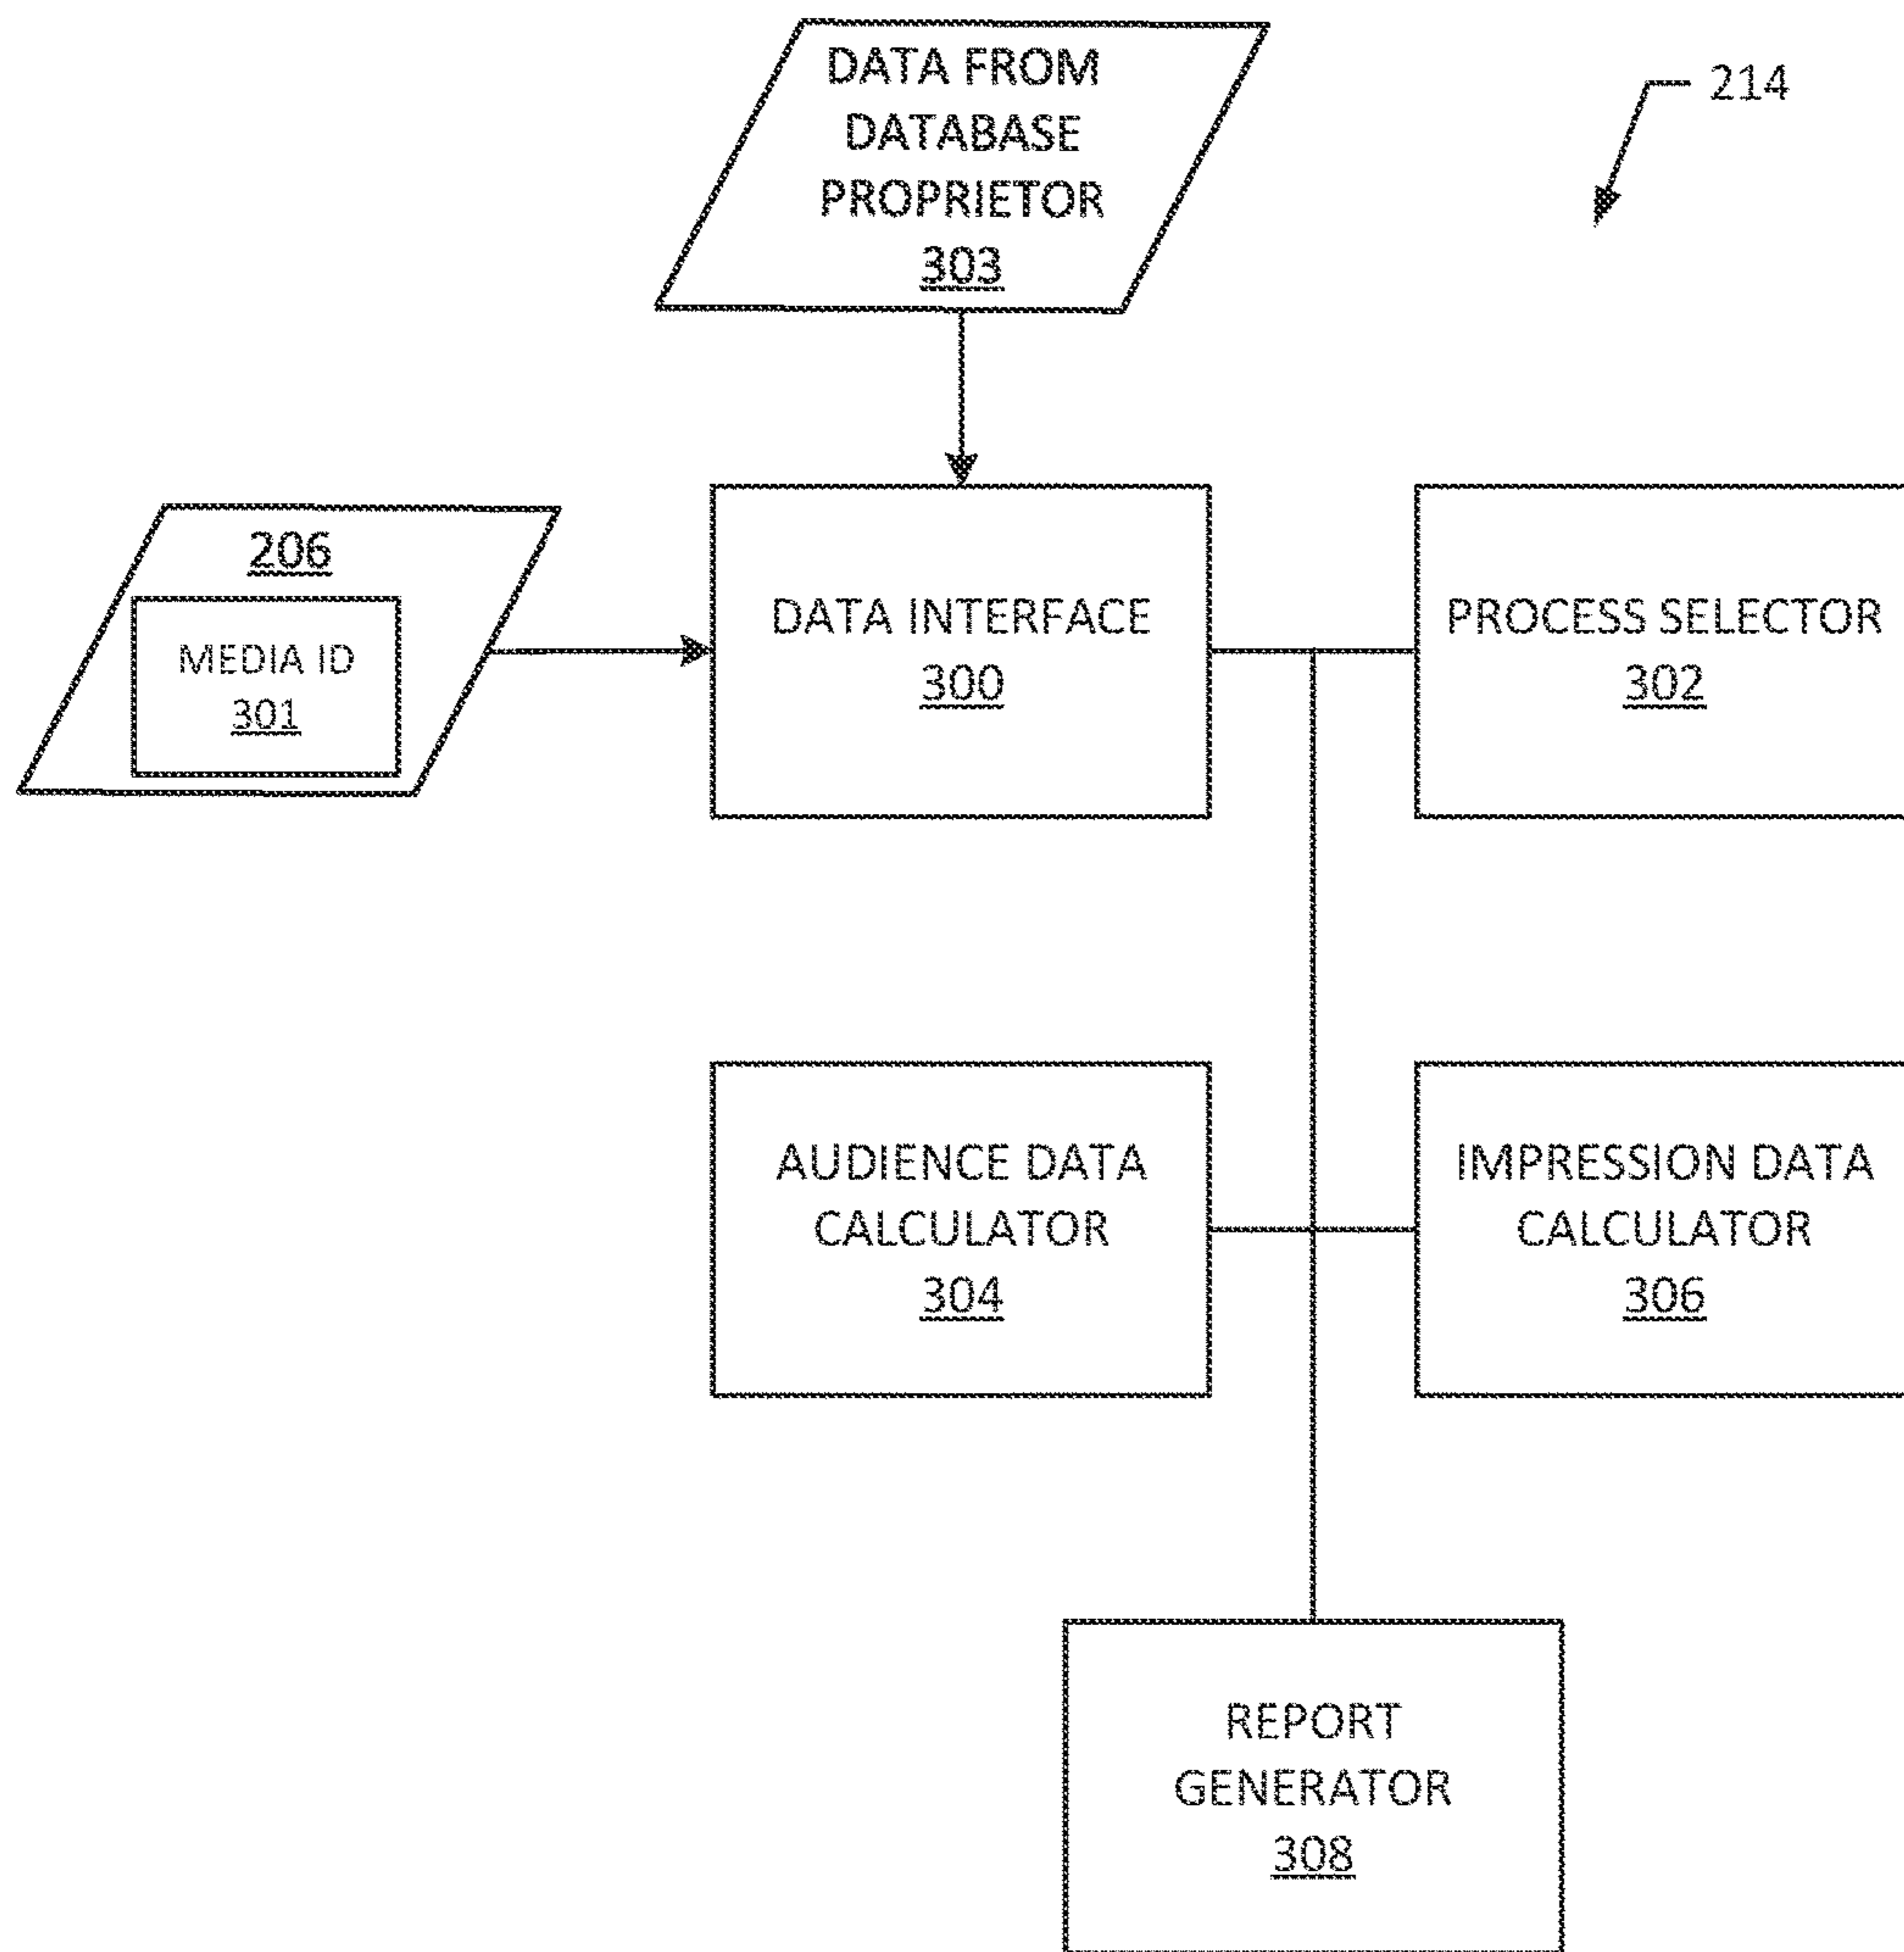 DATA FROM
DATABASE
PROPRIETOR
303
214
206
MEDIA ID
301
DATA INTERFACE
300
PROCESS SELECTOR
302
AUDIENCE DATA
CALCULATOR
304
IMPRESSION DATA
CALCULATOR
306
REPORT
GENERATOR
308